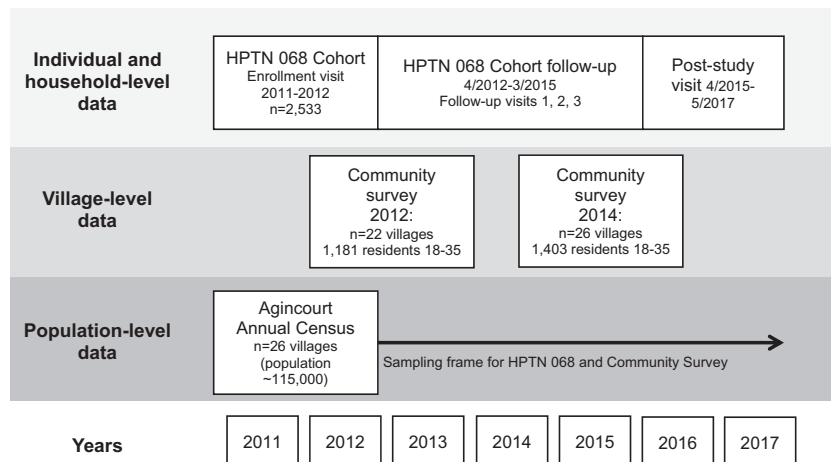 Individual and
household-level
data
HPTN 068 Cohort
Enrollment visit
2011-2012
n=2,533
HPTN 068 Cohort follow-up
4/2012-3/2015
Follow-up visits 1, 2, 3
Post-study
visit 4/2015-
5/2017
Village-level
data
Community
survey
2012:
n=22 villages
1,181 residents 18-35
Community
survey
2014:
n=26 villages
1,403 residents 18-35
Population-level
data
Agincourt
Annual Census
n=26 villages
(population
~115,000)
Sampling frame for HPTN 068 and Community Survey
Years
2011
2012
2013
2014
2015
2016
2017